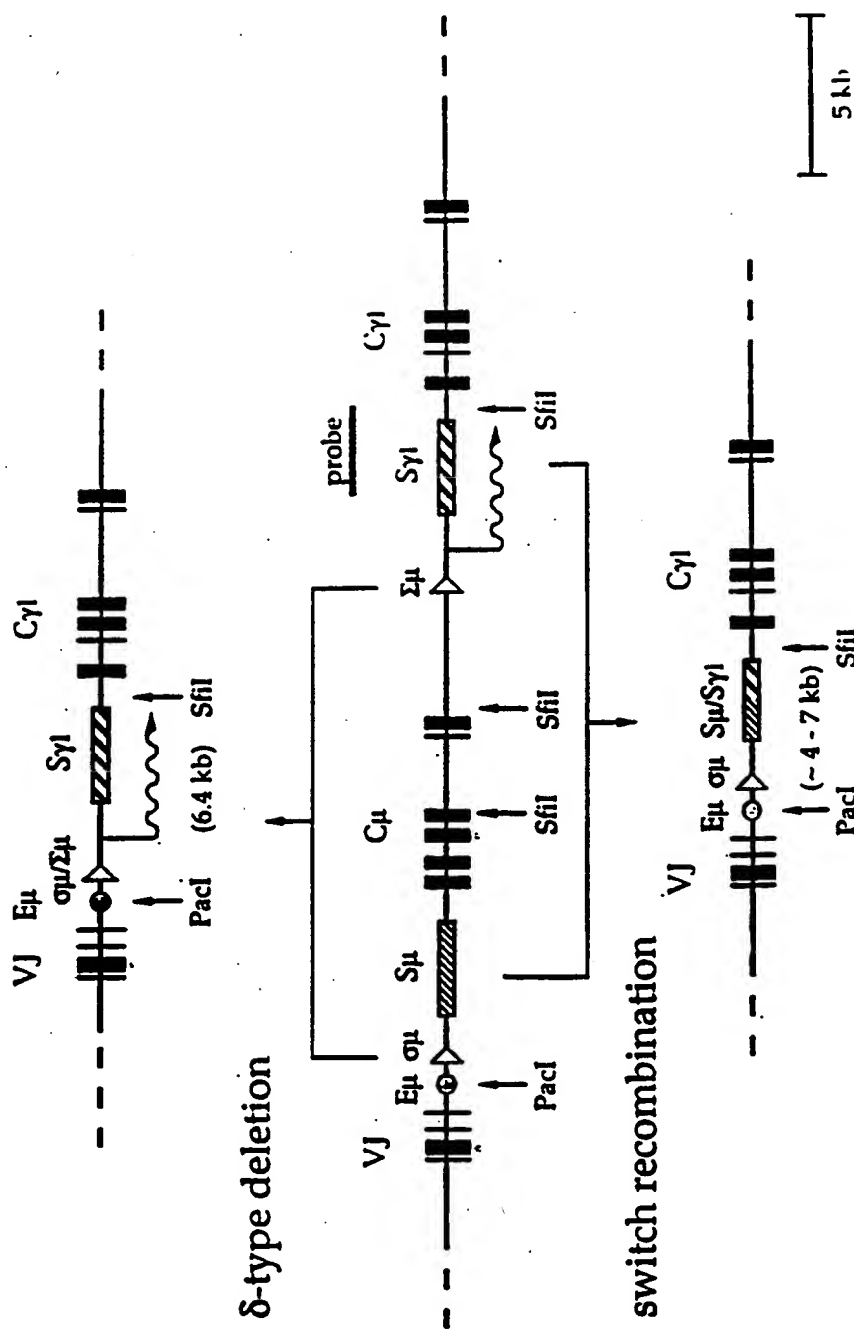 VJ Eμ σμ/Σμ Sγ1 Cγ1
PacI (6.4 kb) SfiI
δ-type deletion
VJ Eμ σμ Sμ Cμ Σμ Sγ1 Cγ1
probe
PacI SfiI SfiI SfiI
switch recombination
VJ Eμ σμ Sμ/Sγ1 Cγ1
PacI (~ 4 - 7 kb) SfiI
5 kb